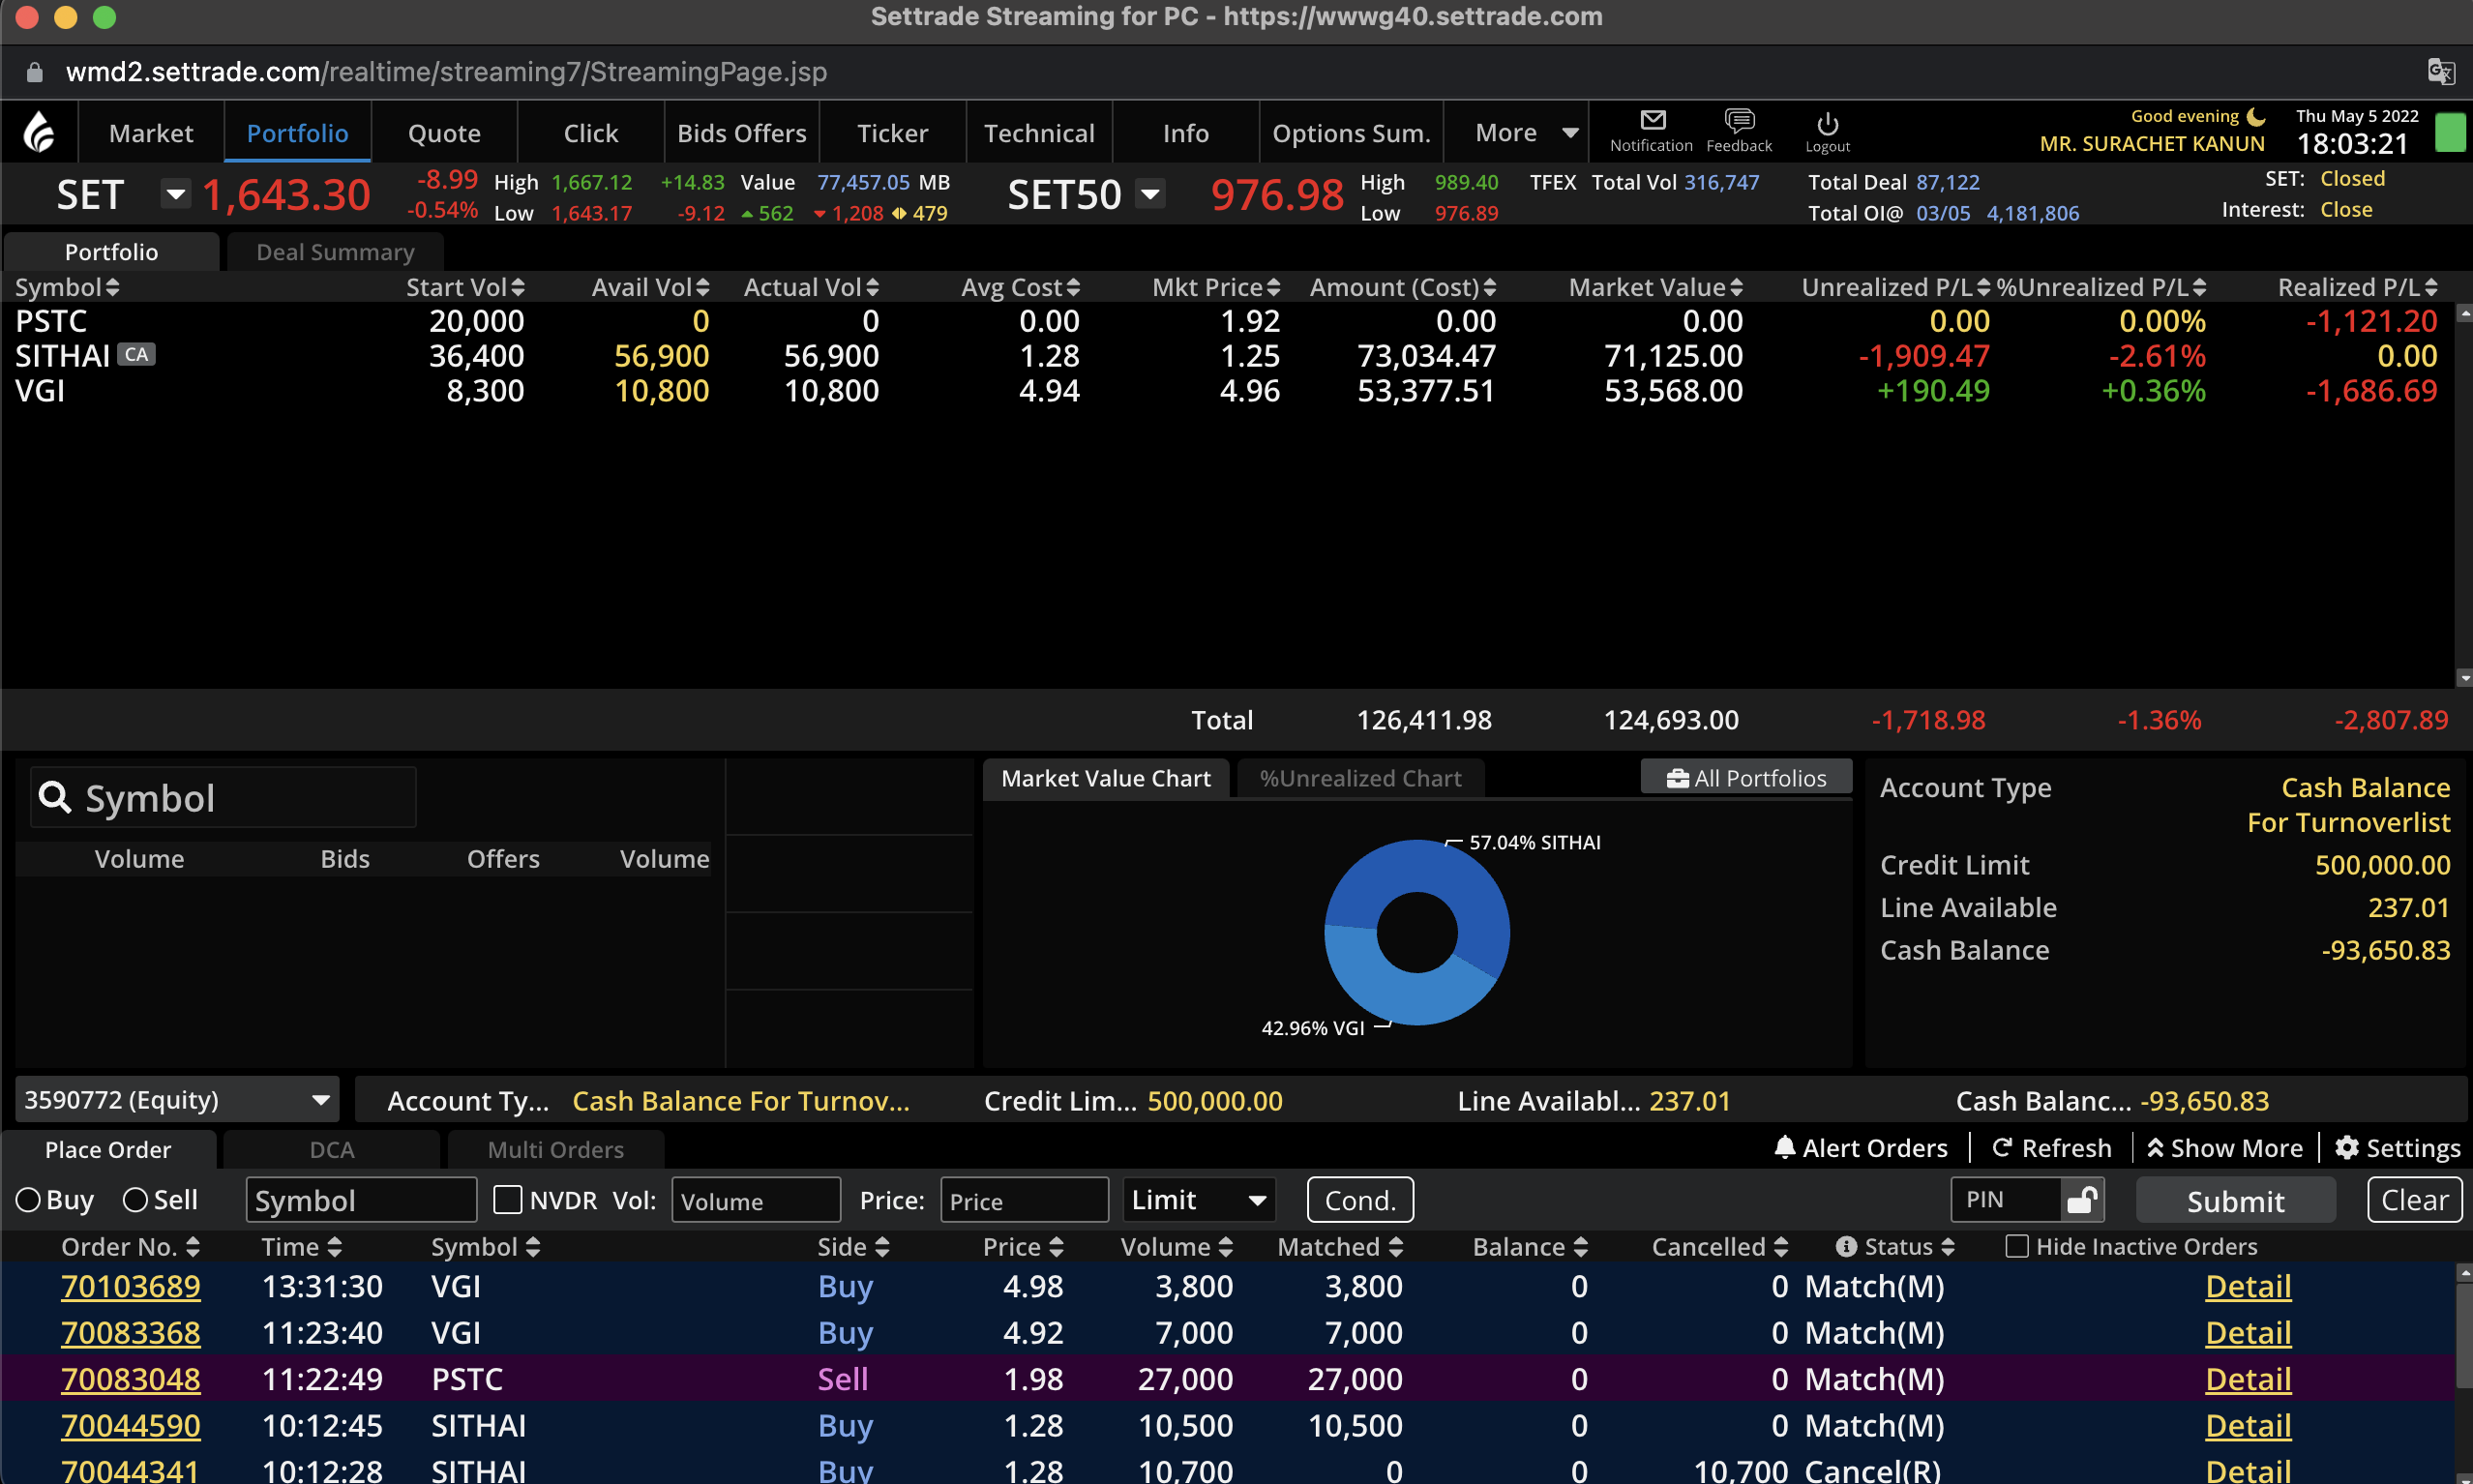 Settrade Streaming for PC - https://wwwg40.settrade.com
wmd2.settrade.com/realtime/streaming7/StreamingPage.jsp
Market Portfolio Quote Click Bids Offers Ticker Technical Info Options Sum. More Notification Feedback Logout
Good evening
MR. SURACHET KANUN
Thu May 5 2022
18:03:21
SET 1,643.30 -8.99 High 1,667.12 +14.83 Value 77,457.05 MB SET50 976.98 High 989.40 TFEX Total Vol 316,747 Total Deal 87,122 SET: Closed
-0.54% Low 1,643.17 -9.12 562 1,208 479 Low 976.89 Total OI@ 03/05 4,181,806 Interest: Close
Portfolio Deal Summary
Symbol Start Vol Avail Vol Actual Vol Avg Cost Mkt Price Amount (Cost) Market Value Unrealized P/L %Unrealized P/L Realized P/L
PSTC 20,000 0 0 0.00 1.92 0.00 0.00 0.00 0.00% -1,121.20
SITHAI CA 36,400 56,900 56,900 1.28 1.25 73,034.47 71,125.00 -1,909.47 -2.61% 0.00
VGI 8,300 10,800 10,800 4.94 4.96 53,377.51 53,568.00 +190.49 +0.36% -1,686.69
Total 126,411.98 124,693.00 -1,718.98 -1.36% -2,807.89
Symbol
Volume Bids Offers Volume
Market Value Chart %Unrealized Chart All Portfolios
57.04% SITHAI
42.96% VGI
Account Type Cash Balance
For Turnoverlist
Credit Limit 500,000.00
Line Available 237.01
Cash Balance -93,650.83
3590772 (Equity) Account Ty... Cash Balance For Turnov... Credit Lim... 500,000.00 Line Availabl... 237.01 Cash Balanc... -93,650.83
Place Order DCA Multi Orders Alert Orders Refresh Show More Settings
Buy Sell Symbol NVDR Vol: Volume Price: Price Limit Cond. PIN Submit Clear
Order No. Time Symbol Side Price Volume Matched Balance Cancelled Status Hide Inactive Orders
70103689 13:31:30 VGI Buy 4.98 3,800 3,800 0 0 Match(M) Detail
70083368 11:23:40 VGI Buy 4.92 7,000 7,000 0 0 Match(M) Detail
70083048 11:22:49 PSTC Sell 1.98 27,000 27,000 0 0 Match(M) Detail
70044590 10:12:45 SITHAI Buy 1.28 10,500 10,500 0 0 Match(M) Detail
70044341 10:12:28 SITHAI Buy 1.28 10,700 0 0 10,700 Cancel(R) Detail